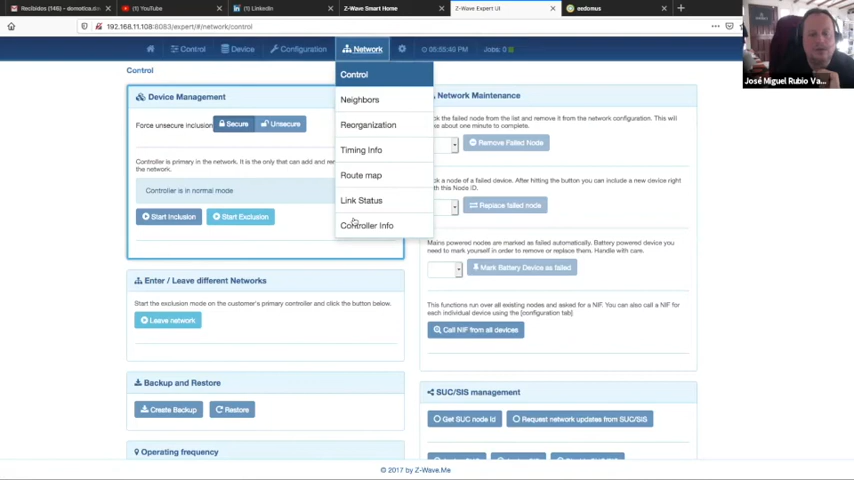 Recibidos (146) - domotica.d
YouTube
(1) LinkedIn
Z-Wave Smart Home
Z-Wave Expert UI
eedomus
192.168.11.108:8083/expert/#/network/control
Control
Device
Configuration
Network
05:55:40 PM
Jobs: 0
José Miguel Rubio Va...
Control
Control
Neighbors
Reorganization
Timing Info
Route map
Link Status
Controller Info
Device Management
Force unsecure inclusion
Secure
Unsecure
Controller is primary in the network. It is the only that can add and
Controller is in normal mode
Start Inclusion
Start Exclusion
Enter / Leave different Networks
Start the exclusion mode on the customer's primary controller and click the button below.
Leave network
Backup and Restore
Create Backup
Restore
Operating frequency
Network Maintenance
the failed node from the list and remove it from the network configuration. This will
take about one minute to complete.
Remove Failed Node
a node of a failed device. After hitting the button you can include a new device right
with this Node ID.
Replace failed node
Mains powered nodes are marked as failed automatically. Battery powered device you
need to mark yourself in order to remove or replace them. Handle with care.
Mark Battery Device as failed
This functions run over all existing nodes and asked for a NIF. You can also call a NIF for
each individual device using the [configuration tab]
Call NIF from all devices
SUC/SIS management
Get SUC node Id
Request network updates from SUC/SIS
© 2017 by Z-Wave.Me